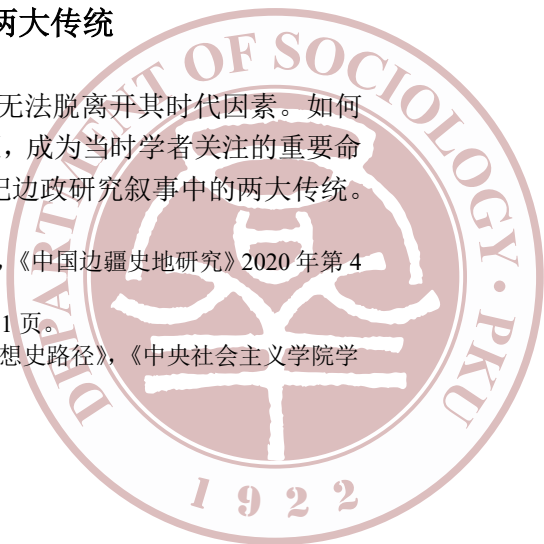 两大传统
无法脱离开其时代因素。如何
，成为当时学者关注的重要命
边政研究叙事中的两大传统。
，《中国边疆史地研究》2020 年第 4
1 页。
想史路径》，《中央社会主义学院学
DEPARTMENT OF SOCIOLOGY · PKU
1922